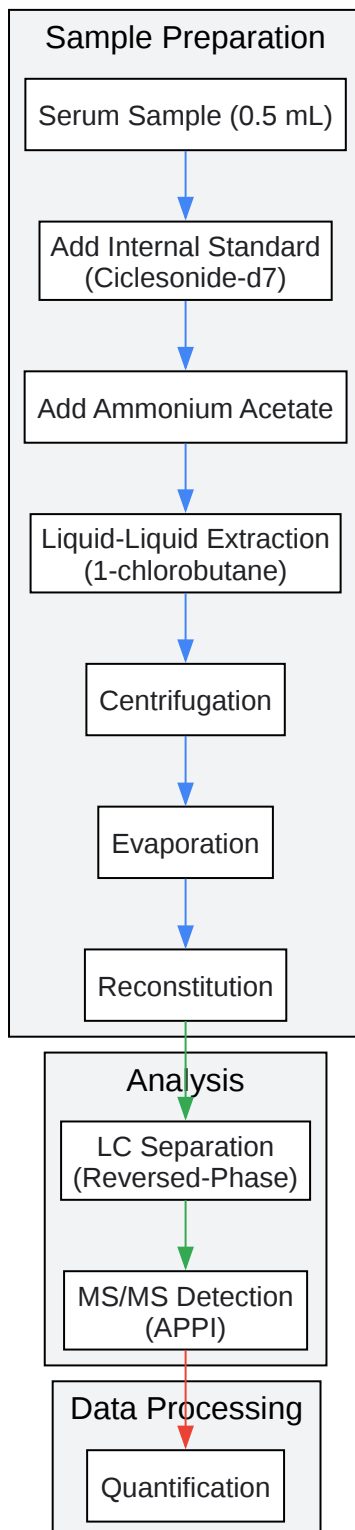 Sample Preparation
Serum Sample (0.5 mL)
Add Internal Standard
(Ciclesonide-d7)
Add Ammonium Acetate
Liquid-Liquid Extraction
(1-chlorobutane)
Centrifugation
Evaporation
Reconstitution
Analysis
LC Separation
(Reversed-Phase)
MS/MS Detection
(APPI)
Data Processing
Quantification